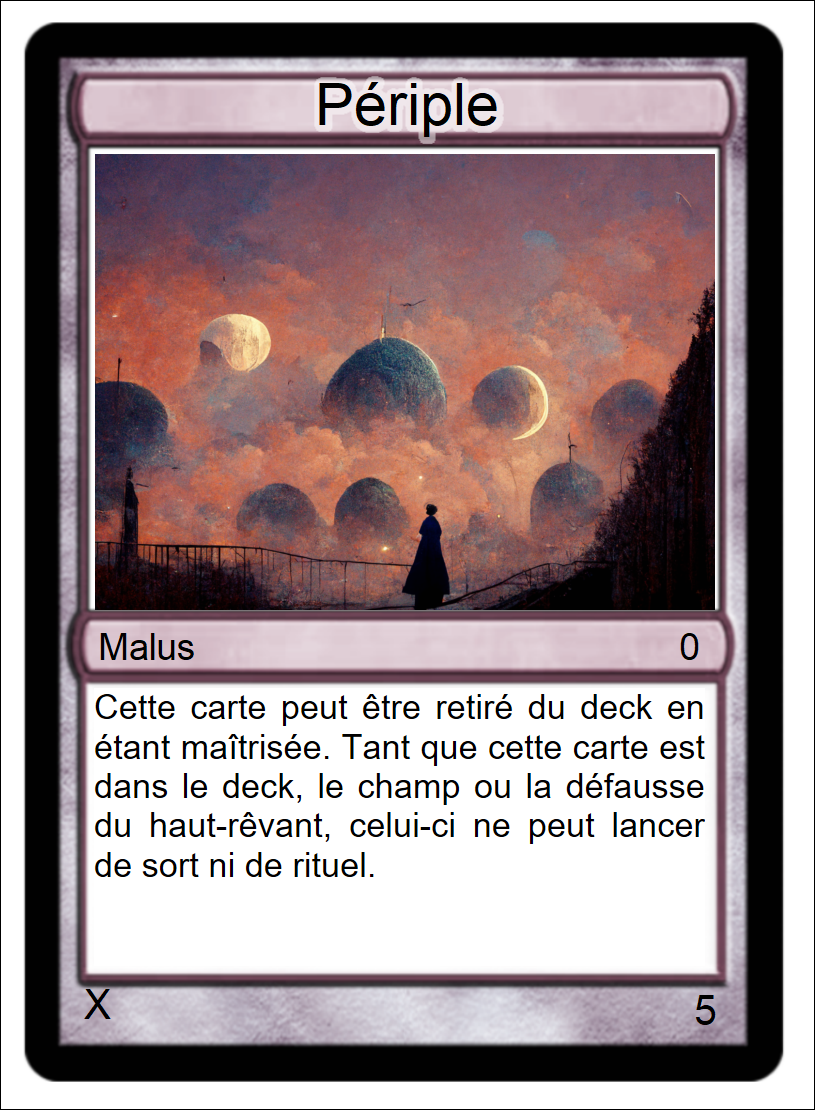 Périple
Malus 0
Cette carte peut être retiré du deck en
étant maîtrisée. Tant que cette carte est
dans le deck, le champ ou la défausse
du haut-rêvant, celui-ci ne peut lancer
de sort ni de rituel.
X 5